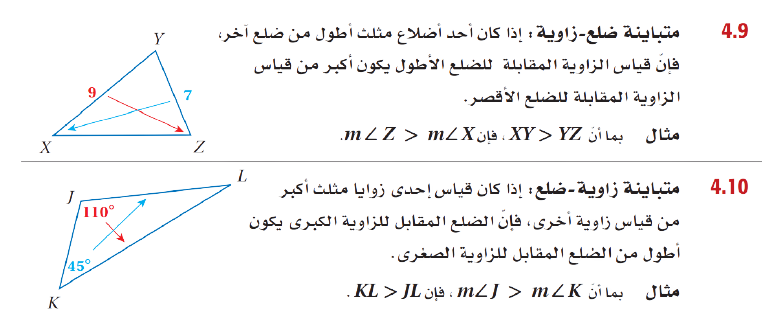 4.9 متباينة ضلع-زاوية: إذا كان أحد أضلاع مثلث أطول من ضلع آخر،
فإنّ قياس الزاوية المقابلة للضلع الأطول يكون أكبر من قياس
الزاوية المقابلة للضلع الأقصر.
مثال بما أنّ XY > YZ ، فإن m∠Z > m∠X.
Y
9
7
X
Z
4.10 متباينة زاوية-ضلع: إذا كان قياس إحدى زوايا مثلث أكبر
من قياس زاوية أخرى، فإنّ الضلع المقابل للزاوية الكبرى يكون
أطول من الضلع المقابل للزاوية الصغرى.
مثال بما أنّ m∠J > m∠K ، فإن KL > JL .
L
J
110°
45°
K